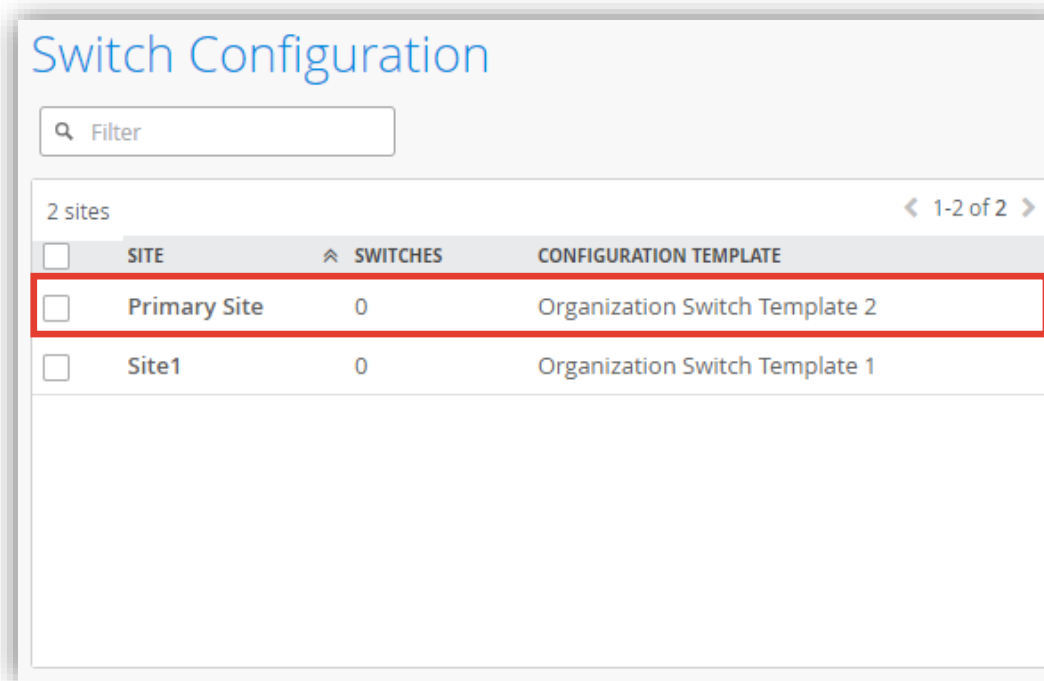 Switch Configuration
Filter
2 sites 1-2 of 2
SITE SWITCHES CONFIGURATION TEMPLATE
Primary Site 0 Organization Switch Template 2
Site1 0 Organization Switch Template 1